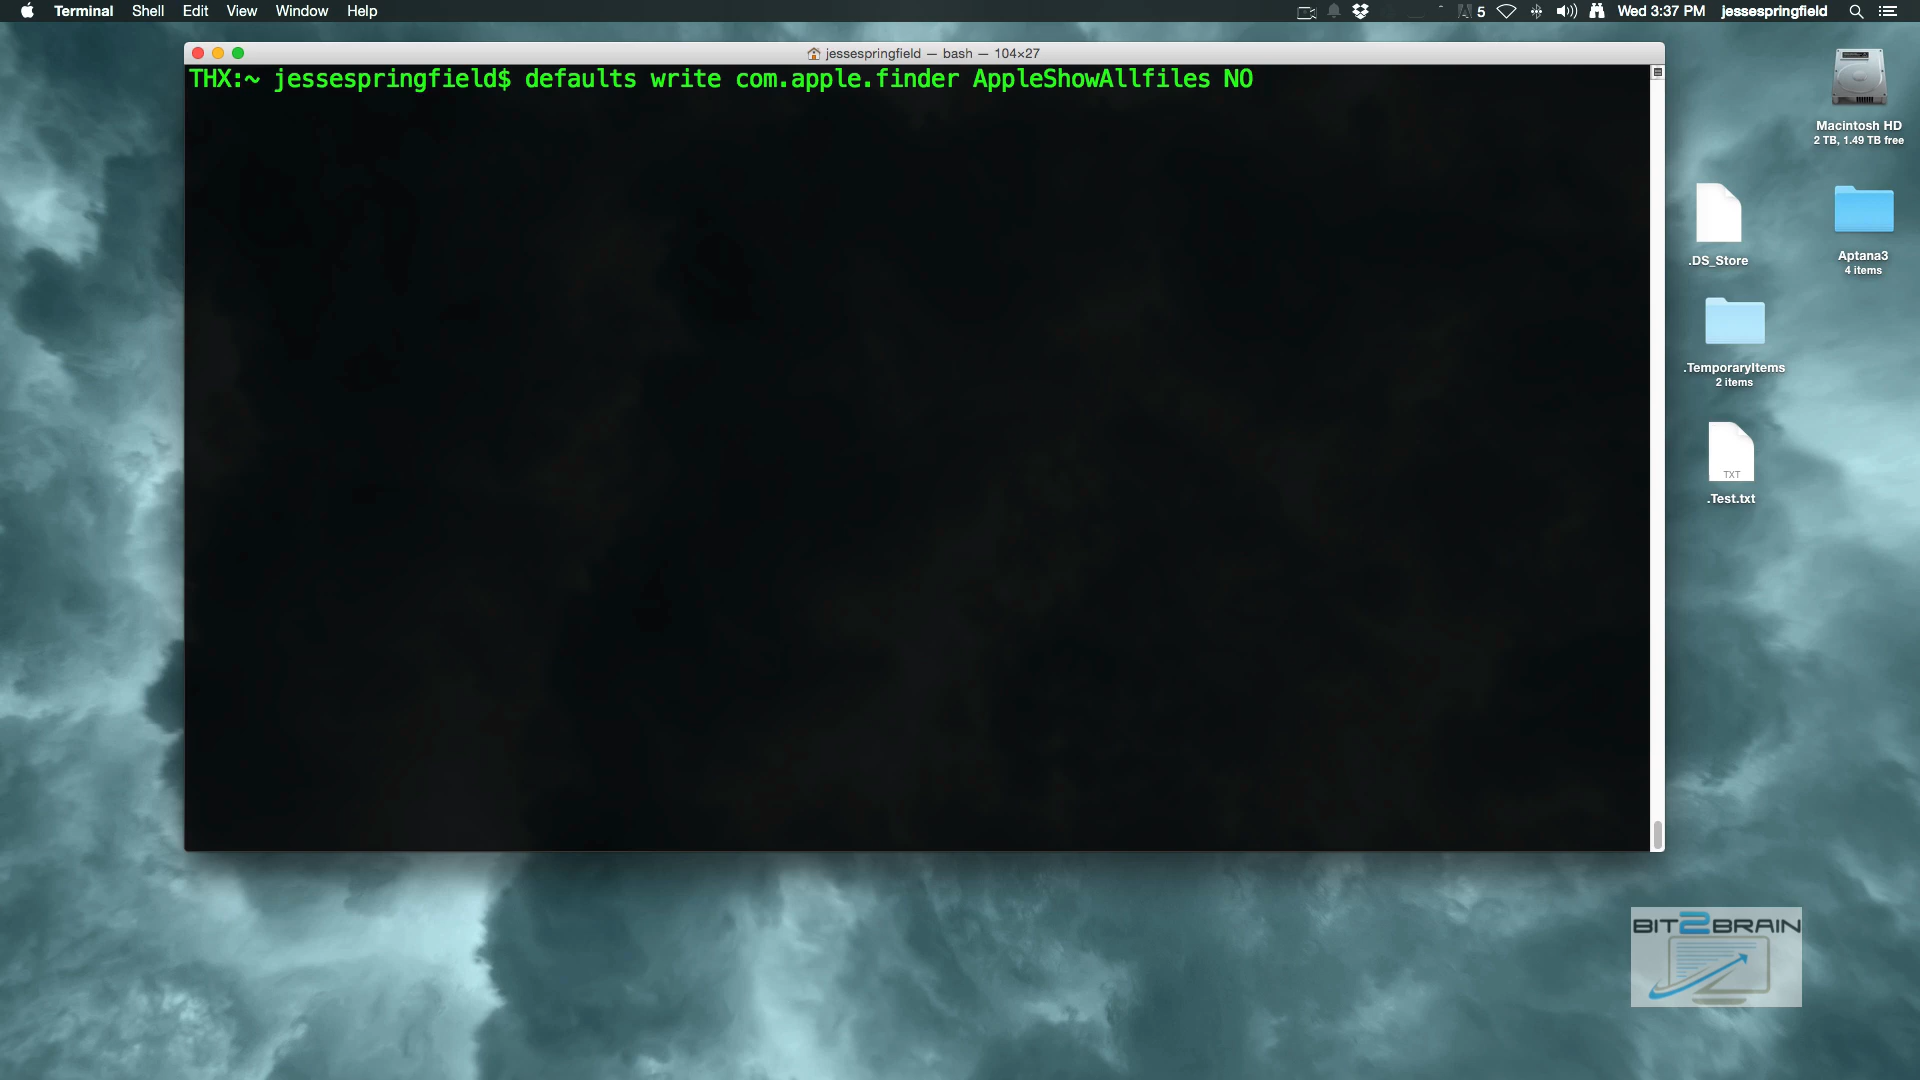 Terminal Shell Edit View Window Help 5 Wed 3:37 PM jessespringfield
jessespringfield — bash — 104×27
THX:~ jessespringfield$ defaults write com.apple.finder AppleShowAllfiles NO
Macintosh HD
2 TB, 1.49 TB free
.DS_Store
Aptana3
4 items
.TemporaryItems
2 items
TXT
.Test.txt
BIT2BRAIN